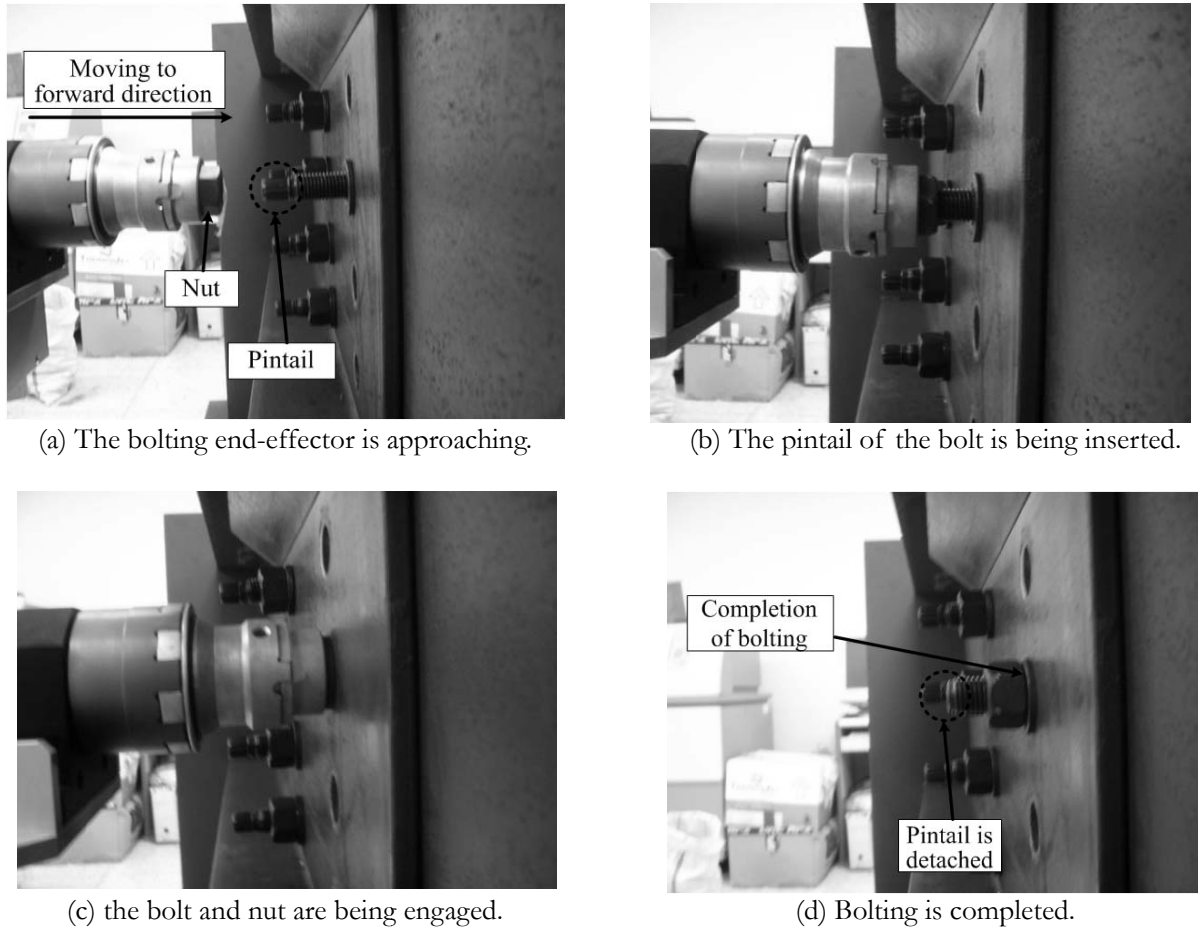 Moving to
forward direction
Nut
Pintail
(a) The bolting end-effector is approaching.
(b) The pintail of the bolt is being inserted.
(c) the bolt and nut are being engaged.
Completion
of bolting
Pintail is
detached
(d) Bolting is completed.